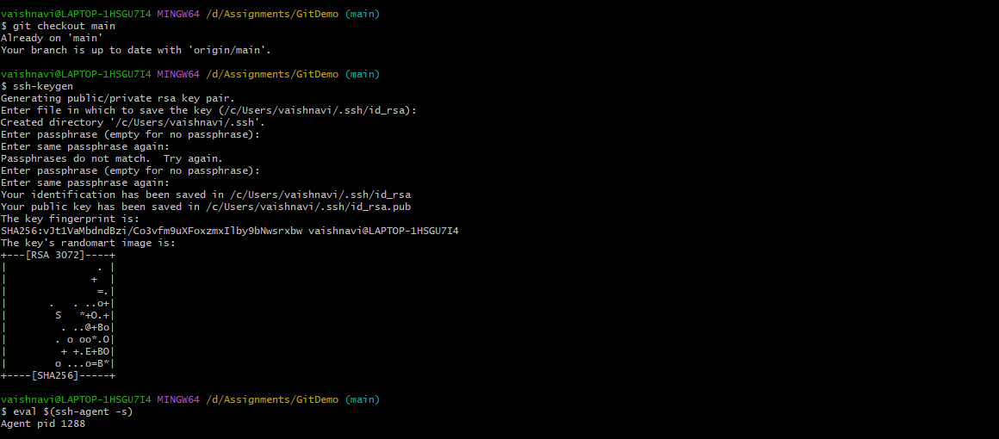 vaishnavi@LAPTOP-1HSGU7I4 MINGW64 /d/Assignments/GitDemo (main)
$ git checkout main
Already on 'main'
Your branch is up to date with 'origin/main'.

vaishnavi@LAPTOP-1HSGU7I4 MINGW64 /d/Assignments/GitDemo (main)
$ ssh-keygen
Generating public/private rsa key pair.
Enter file in which to save the key (/c/Users/vaishnavi/.ssh/id_rsa):
Created directory '/c/Users/vaishnavi/.ssh'.
Enter passphrase (empty for no passphrase):
Enter same passphrase again:
Passphrases do not match.  Try again.
Enter passphrase (empty for no passphrase):
Enter same passphrase again:
Your identification has been saved in /c/Users/vaishnavi/.ssh/id_rsa
Your public key has been saved in /c/Users/vaishnavi/.ssh/id_rsa.pub
The key fingerprint is:
SHA256:vJt1VaMbdndBzi/Co3vfm9uXFoxzmxIlby9bNwsrxbw vaishnavi@LAPTOP-1HSGU7I4
The key's randomart image is:
+---[RSA 3072]----+
|               . |
|              +  |
|               =.|
|       .   . ..o+|
|        S   *+O.+|
|         . ..@+Bo|
|        . o oo*.O|
|         + +.E+BO|
|        o ...o=B*|
+----[SHA256]-----+

vaishnavi@LAPTOP-1HSGU7I4 MINGW64 /d/Assignments/GitDemo (main)
$ eval $(ssh-agent -s)
Agent pid 1288